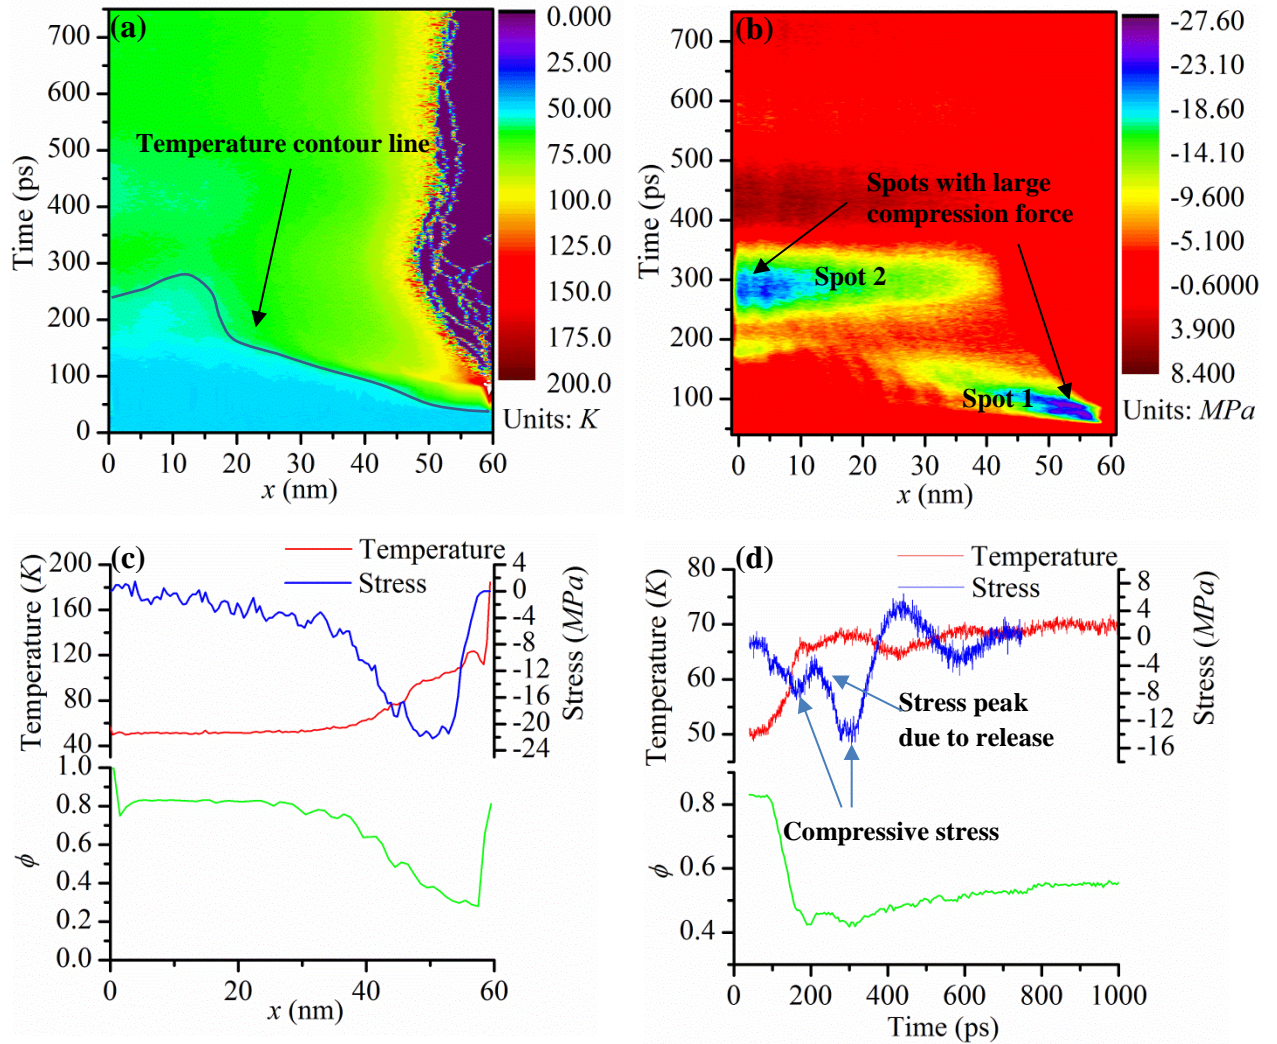 (a)
Temperature contour line
Time (ps)
750
600
500
400
300
200
100
0
0 10 20 30 40 50 60
x (nm)
0.000
25.00
50.00
75.00
100.0
125.0
150.0
175.0
200.0
Units: K
(b)
Spots with large
compression force
Spot 2
Spot 1
Time (ps)
700
600
500
400
300
200
100
0 10 20 30 40 50 60
x (nm)
-27.60
-23.10
-18.60
-14.10
-9.600
-5.100
-0.6000
3.900
8.400
Units: MPa
(c)
Temperature
Stress
Temperature (K)
200
160
120
80
40
4
0
-4
-8
-12
-16
-20
-24
Stress (MPa)
ϕ
1.0
0.8
0.6
0.4
0.2
0.0
0 20 40 60
x (nm)
(d)
Temperature
Stress
Temperature (K)
80
70
60
50
8
4
0
-4
-8
-12
-16
Stress (MPa)
Stress peak
due to release
Compressive stress
ϕ
0.8
0.6
0.4
0 200 400 600 800 1000
Time (ps)